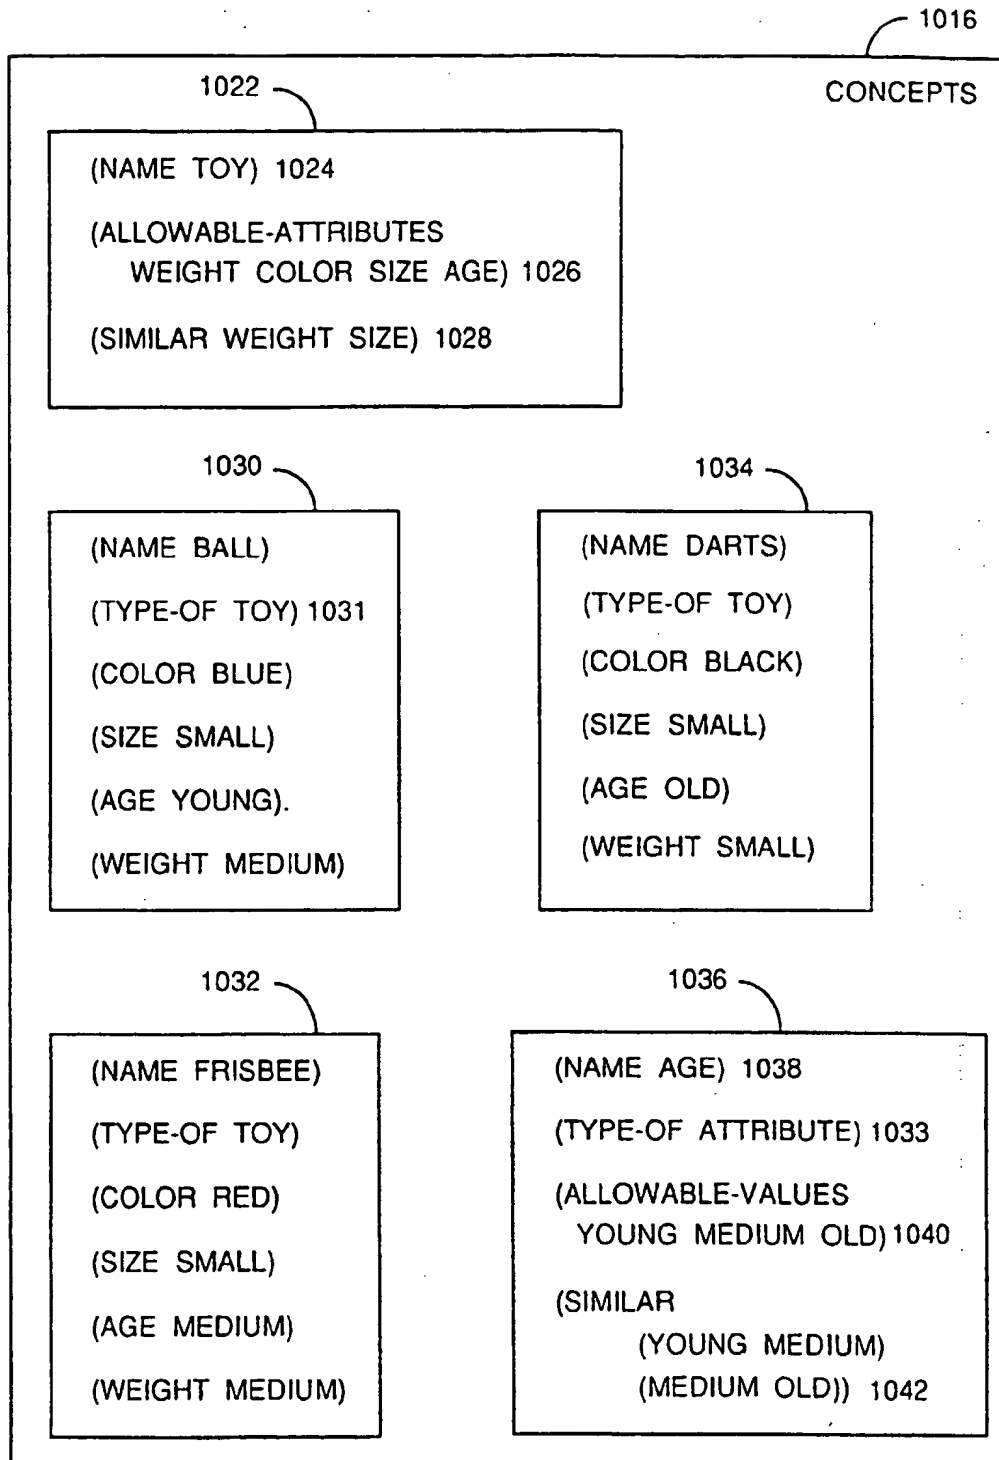 1016
CONCEPTS
1022
(NAME TOY) 1024
(ALLOWABLE-ATTRIBUTES
WEIGHT COLOR SIZE AGE) 1026
(SIMILAR WEIGHT SIZE) 1028
1030
(NAME BALL)
(TYPE-OF TOY) 1031
(COLOR BLUE)
(SIZE SMALL)
(AGE YOUNG).
(WEIGHT MEDIUM)
1034
(NAME DARTS)
(TYPE-OF TOY)
(COLOR BLACK)
(SIZE SMALL)
(AGE OLD)
(WEIGHT SMALL)
1032
(NAME FRISBEE)
(TYPE-OF TOY)
(COLOR RED)
(SIZE SMALL)
(AGE MEDIUM)
(WEIGHT MEDIUM)
1036
(NAME AGE) 1038
(TYPE-OF ATTRIBUTE) 1033
(ALLOWABLE-VALUES
YOUNG MEDIUM OLD) 1040
(SIMILAR
(YOUNG MEDIUM)
(MEDIUM OLD)) 1042